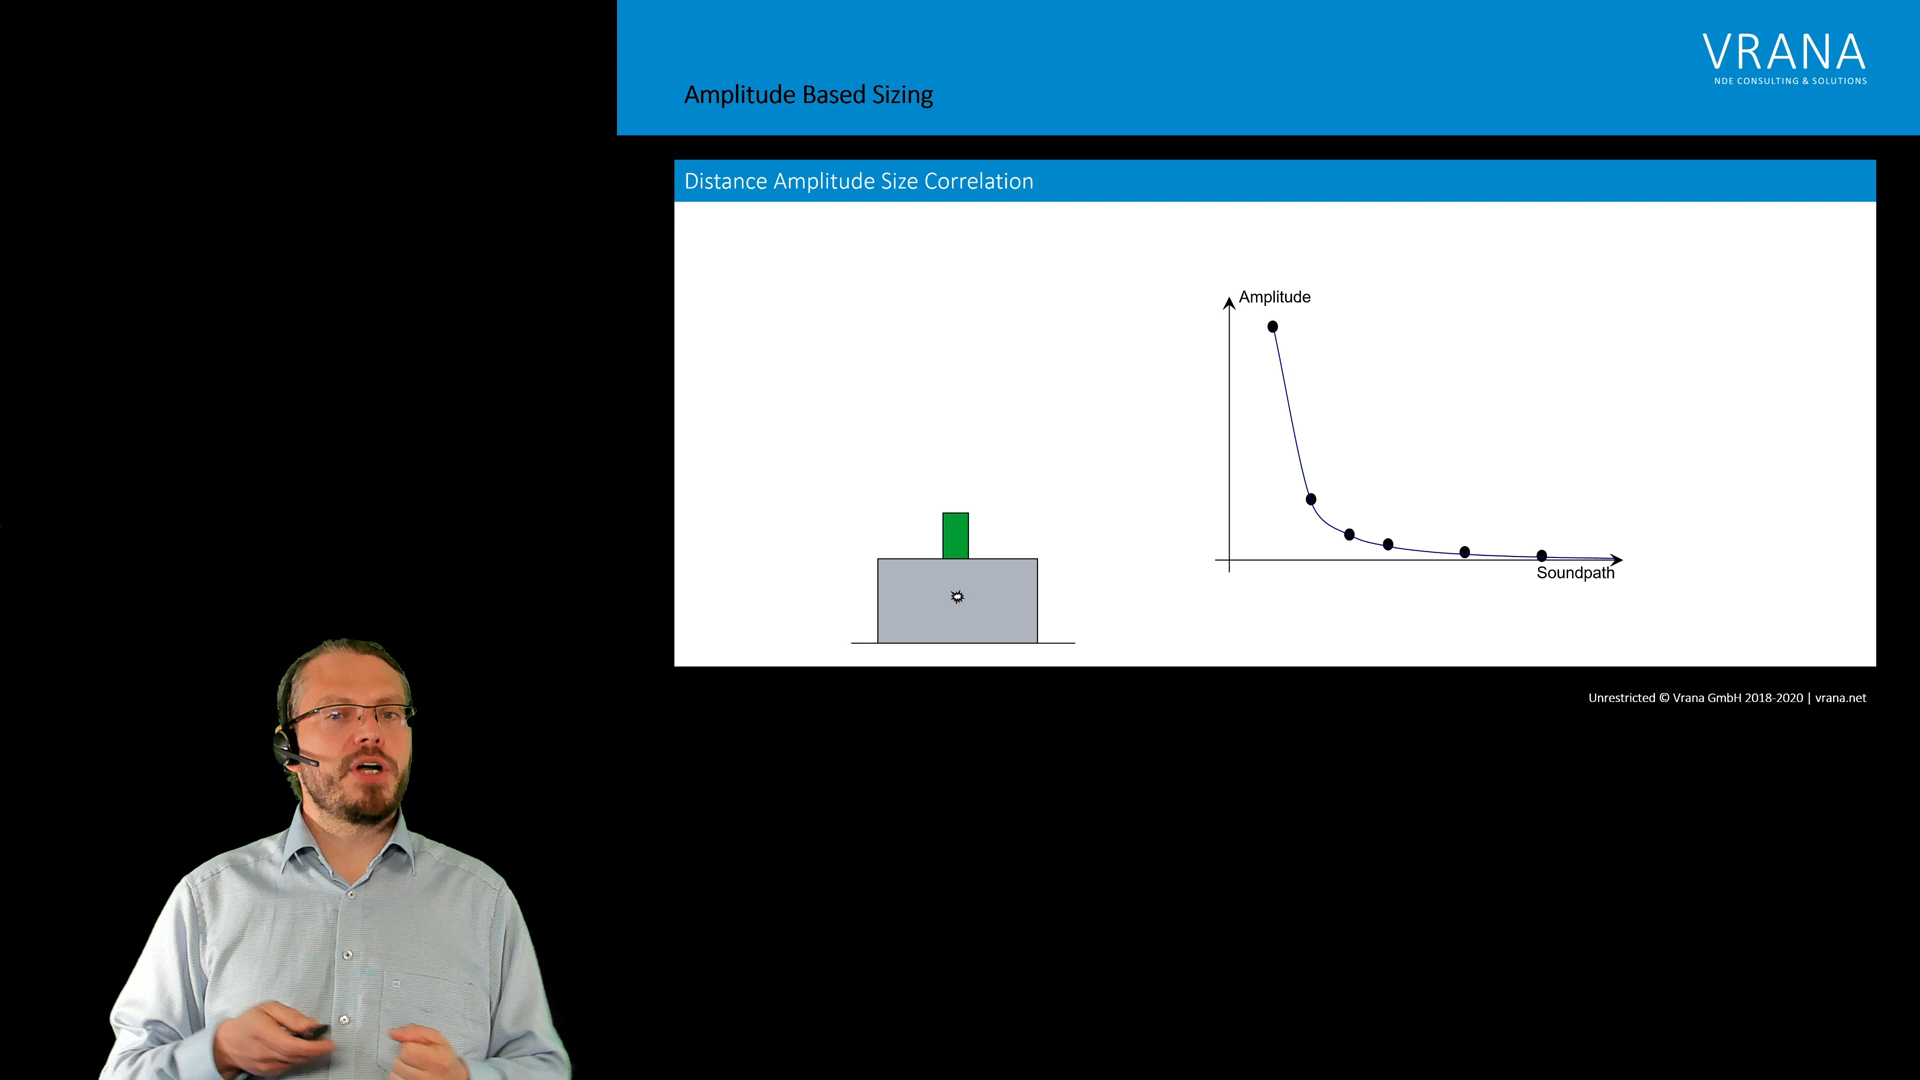 VRANA
NDE CONSULTING & SOLUTIONS
Amplitude Based Sizing
Distance Amplitude Size Correlation
Amplitude
Soundpath
Unrestricted © Vrana GmbH 2018-2020 | vrana.net